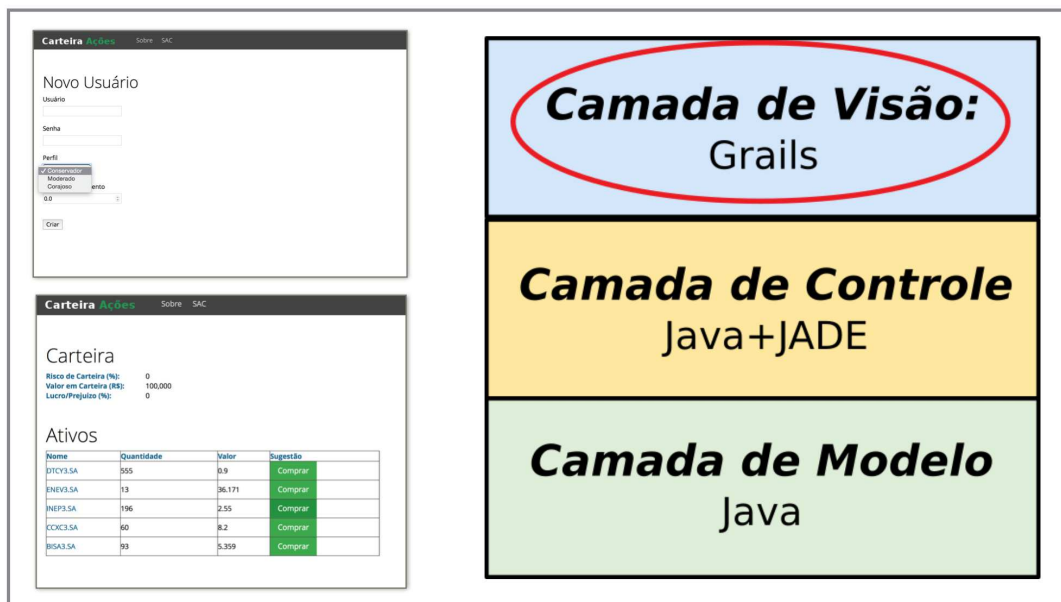 Carteira Ações Sobre SAC
Novo Usuário
Usuário
Senha
Perfil
✓ Conservador
Moderado
Corajoso
ento
0.0
Criar
Carteira Ações Sobre SAC
Carteira
Risco de Carteira (%): 0
Valor em Carteira (R$): 100,000
Lucro/Prejuizo (%): 0
Ativos
Nome Quantidade Valor Sugestão
DTCY3.SA 555 0.9 Comprar
ENEV3.SA 13 36.171 Comprar
INEP3.SA 196 2.55 Comprar
CCXC3.SA 60 8.2 Comprar
BISA3.SA 93 5.359 Comprar
Camada de Visão:
Grails
Camada de Controle
Java+JADE
Camada de Modelo
Java